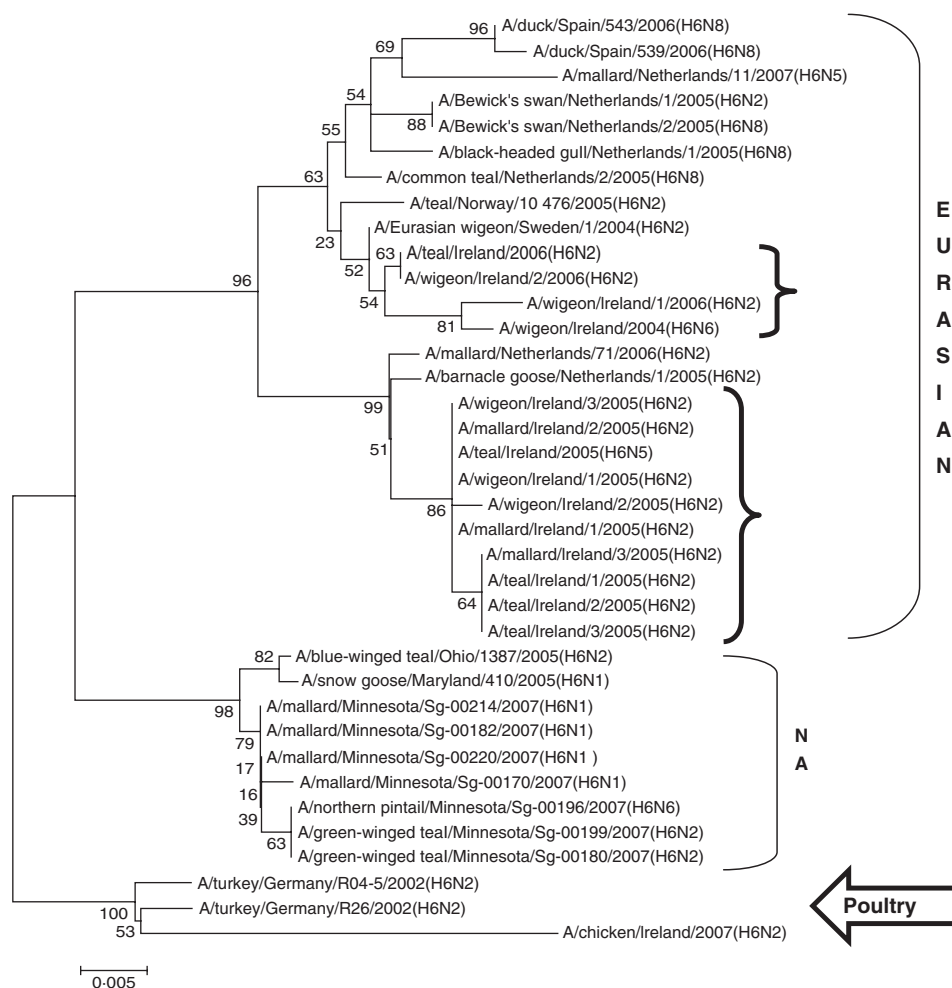 A/duck/Spain/543/2006(H6N8)
96
A/duck/Spain/539/2006(H6N8)
69
A/mallard/Netherlands/11/2007(H6N5)
54
A/Bewick's swan/Netherlands/1/2005(H6N2)
88
A/Bewick's swan/Netherlands/2/2005(H6N8)
55
A/black-headed gull/Netherlands/1/2005(H6N8)
63
A/common teal/Netherlands/2/2005(H6N8)
A/teal/Norway/10 476/2005(H6N2)
23
A/Eurasian wigeon/Sweden/1/2004(H6N2)
63
A/teal/Ireland/2006(H6N2)
52
A/wigeon/Ireland/2/2006(H6N2)
96
54
A/wigeon/Ireland/1/2006(H6N2)
81
A/wigeon/Ireland/2004(H6N6)
A/mallard/Netherlands/71/2006(H6N2)
A/barnacle goose/Netherlands/1/2005(H6N2)
99
A/wigeon/Ireland/3/2005(H6N2)
A/mallard/Ireland/2/2005(H6N2)
51
A/teal/Ireland/2005(H6N5)
A/wigeon/Ireland/1/2005(H6N2)
A/wigeon/Ireland/2/2005(H6N2)
86
A/mallard/Ireland/1/2005(H6N2)
A/mallard/Ireland/3/2005(H6N2)
A/teal/Ireland/1/2005(H6N2)
64
A/teal/Ireland/2/2005(H6N2)
A/teal/Ireland/3/2005(H6N2)
E
U
R
A
S
I
A
N
82
A/blue-winged teal/Ohio/1387/2005(H6N2)
A/snow goose/Maryland/410/2005(H6N1)
98
A/mallard/Minnesota/Sg-00214/2007(H6N1)
79
A/mallard/Minnesota/Sg-00182/2007(H6N1)
17
A/mallard/Minnesota/Sg-00220/2007(H6N1 )
16
A/mallard/Minnesota/Sg-00170/2007(H6N1)
39
A/northern pintail/Minnesota/Sg-00196/2007(H6N6)
63
A/green-winged teal/Minnesota/Sg-00199/2007(H6N2)
A/green-winged teal/Minnesota/Sg-00180/2007(H6N2)
N
A
A/turkey/Germany/R04-5/2002(H6N2)
100
A/turkey/Germany/R26/2002(H6N2)
53
A/chicken/Ireland/2007(H6N2)
Poultry
0·005